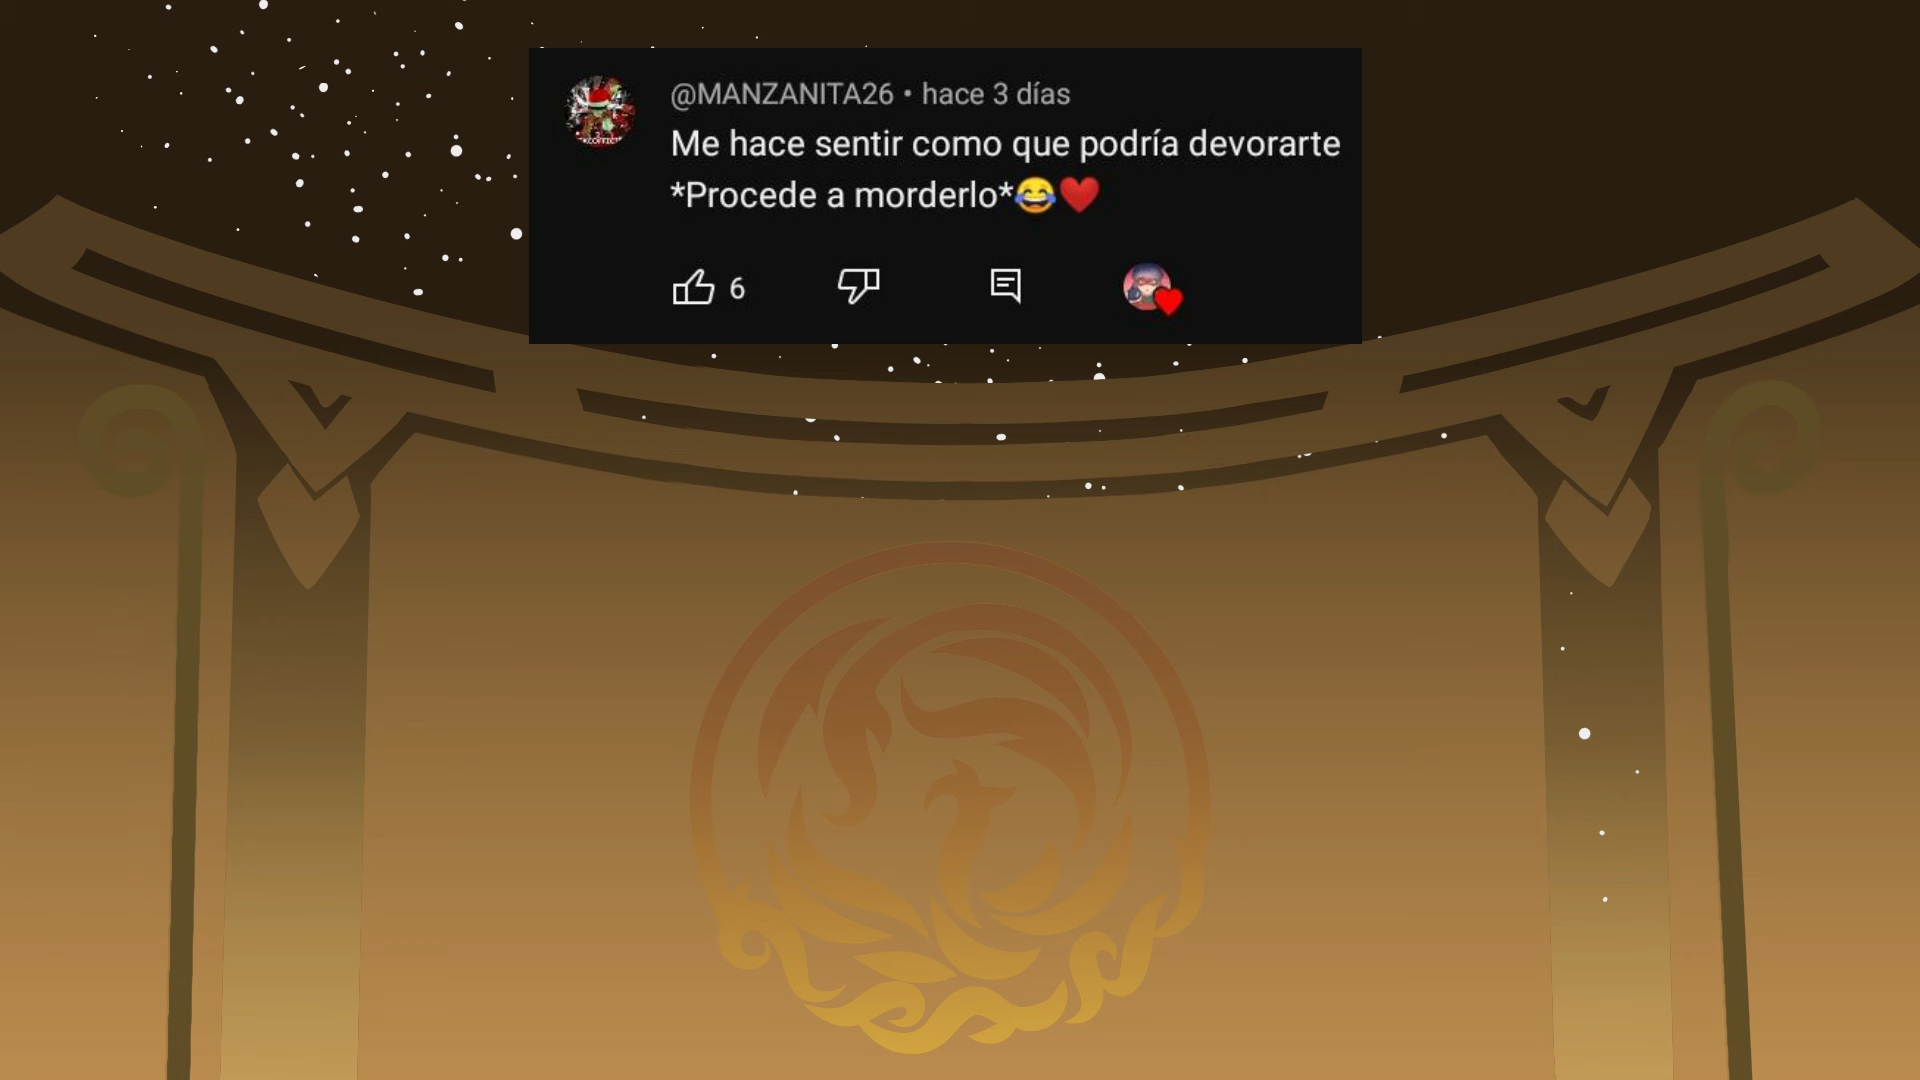 @MANZANITA26 • hace 3 días
Me hace sentir como que podría devorarte
*Procede a morderlo*😂❤️
6